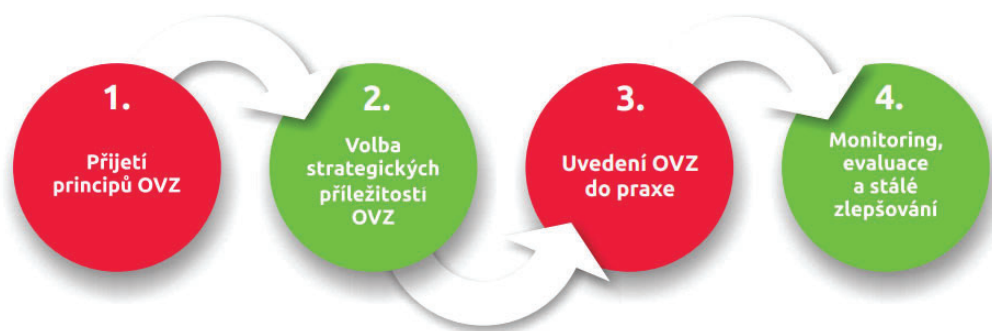 1.
Přijetí
principů OVZ
2.
Volba
strategických
příležitostí
OVZ
3.
Uvedení OVZ
do praxe
4.
Monitoring,
evaluace
a stálé
zlepšování